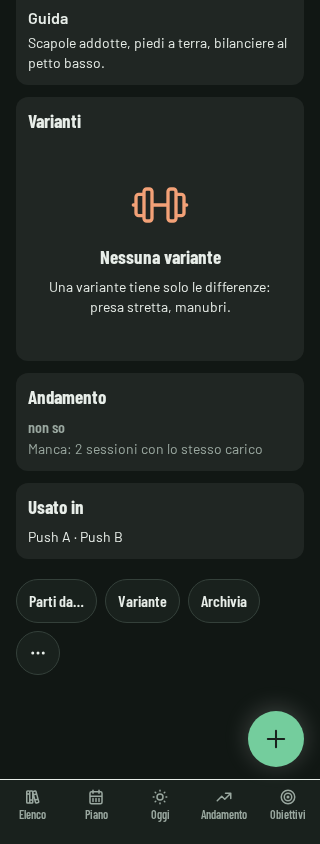 Guida
Scapole addotte, piedi a terra, bilanciere al
petto basso.
Varianti
Nessuna variante
Una variante tiene solo le differenze:
presa stretta, manubri.
Andamento
non so
Manca: 2 sessioni con lo stesso carico
Usato in
Push A · Push B
Parti da... Variante Archivia
Elenco Piano Oggi Andamento Obiettivi